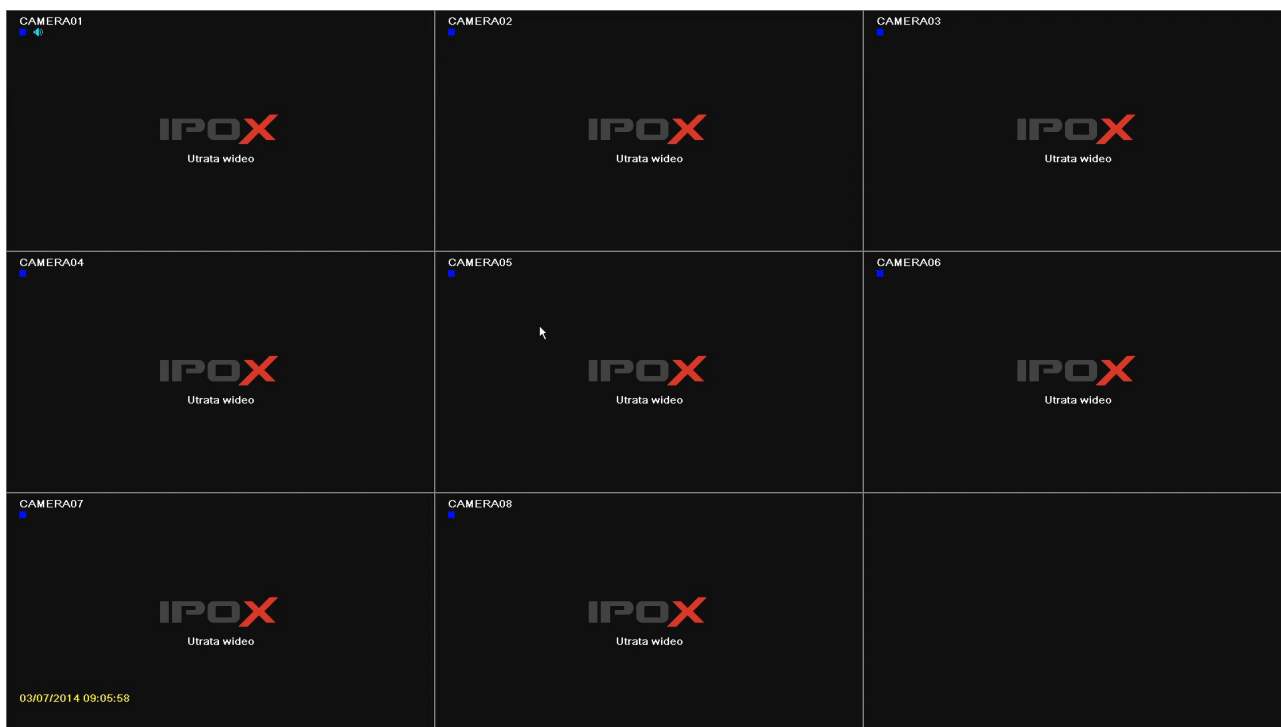 CAMERA01
CAMERA02
CAMERA03
IPOX
IPOX
IPOX
Utrata wideo
Utrata wideo
Utrata wideo
CAMERA04
CAMERA05
CAMERA06
IPOX
IPOX
IPOX
Utrata wideo
Utrata wideo
Utrata wideo
CAMERA07
CAMERA08
IPOX
IPOX
Utrata wideo
Utrata wideo
03/07/2014 09:05:58